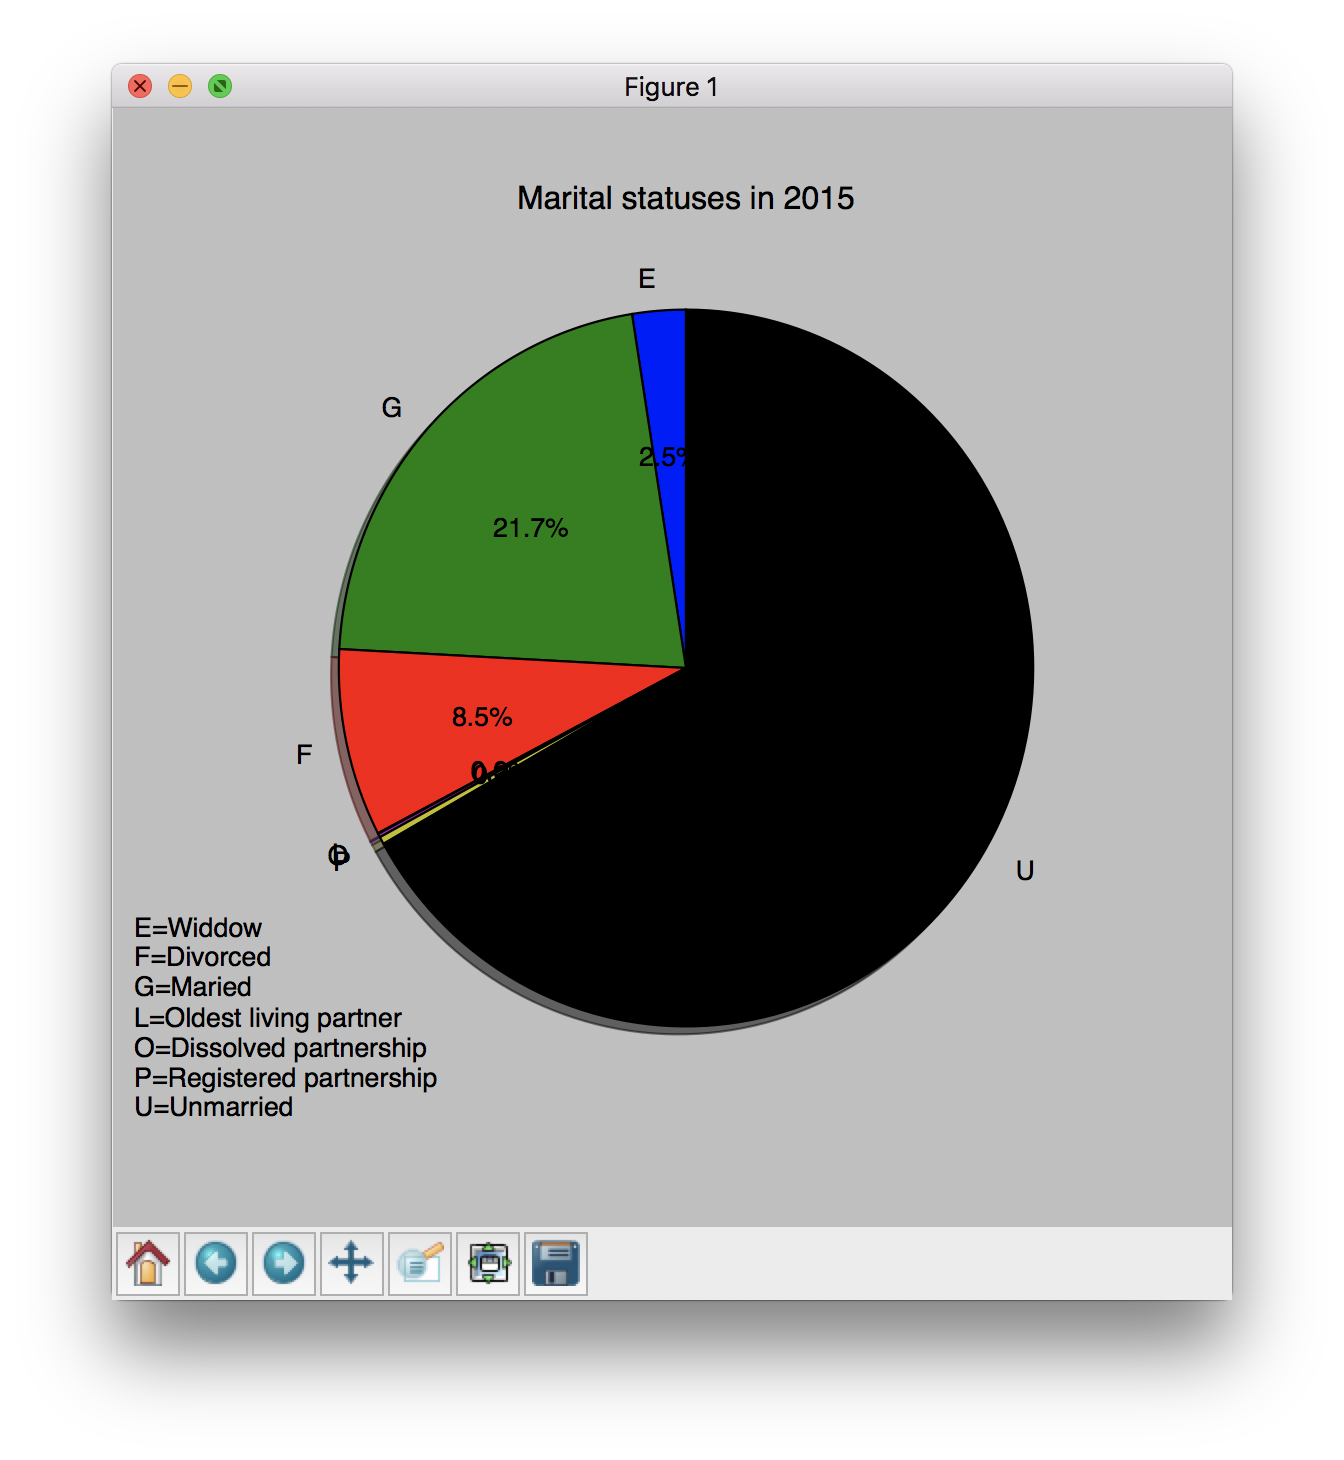 Figure 1
Marital statuses in 2015
E
G
2.5%
21.7%
8.5%
F
U
E=Widdow
F=Divorced
G=Maried
L=Oldest living partner
O=Dissolved partnership
P=Registered partnership
U=Unmarried